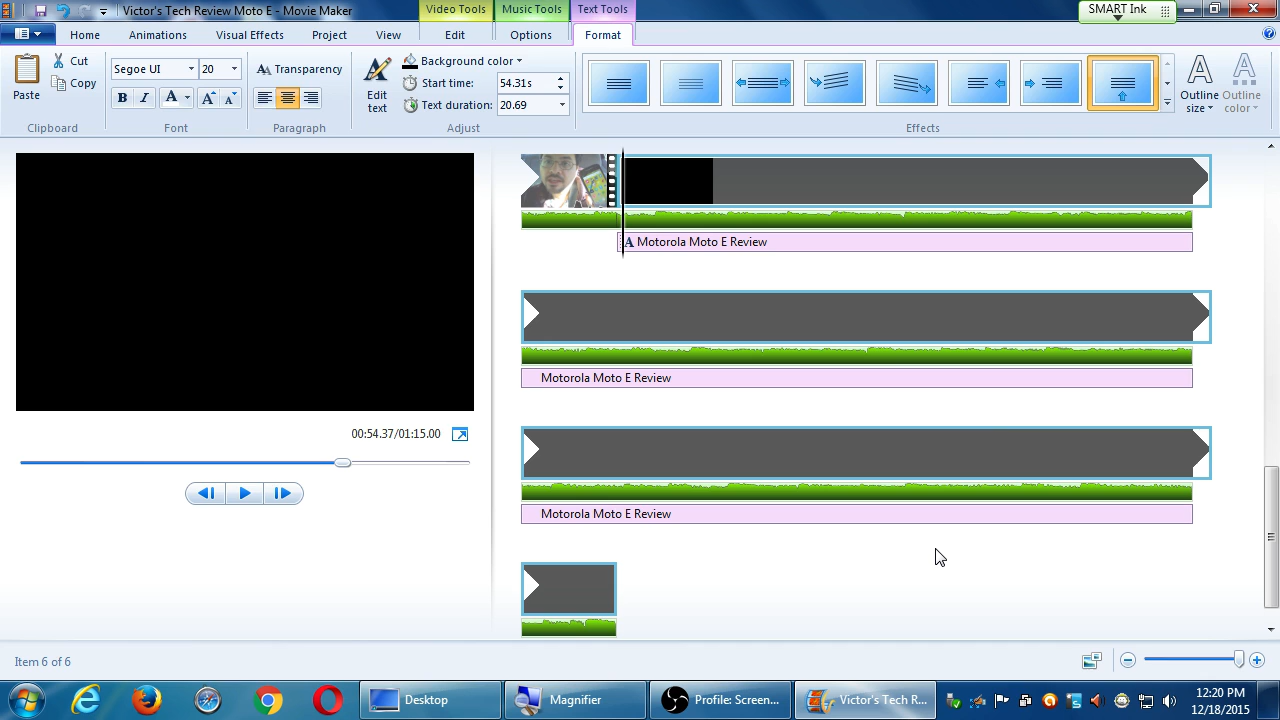 Victor's Tech Review Moto E - Movie Maker
Video Tools
Music Tools
Text Tools
SMART Ink
Home
Animations
Visual Effects
Project
View
Edit
Options
Format
Paste
Cut
Copy
Clipboard
Segoe UI
20
B I A A A
Font
Transparency
Paragraph
Edit
text
Background color
Start time: 54.31s
Text duration: 20.69
Adjust
Effects
Outline
size
Outline
color
A Motorola Moto E Review
Motorola Moto E Review
Motorola Moto E Review
00:54.37/01:15.00
Item 6 of 6
Desktop
Magnifier
Profile: Screen...
Victor's Tech R...
12:20 PM
12/18/2015